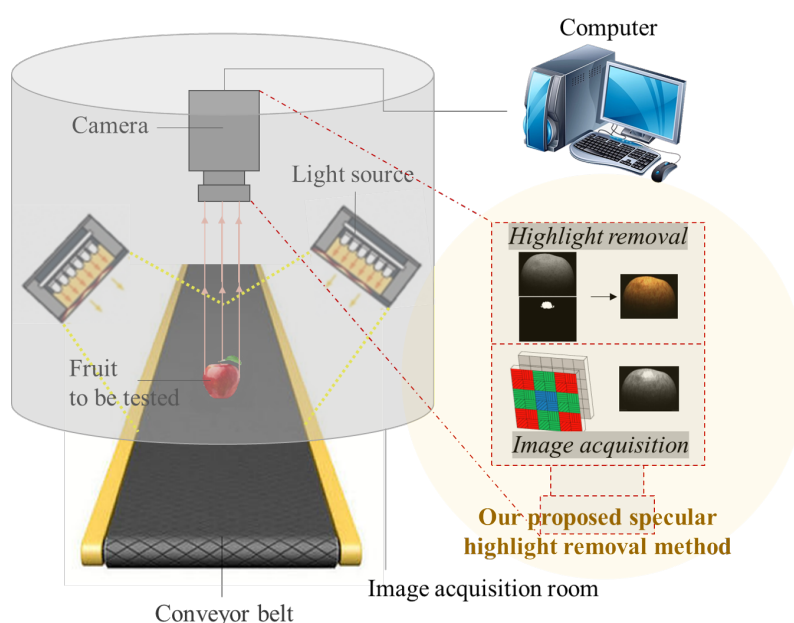 Computer
Camera
Light source
Highlight removal
Fruit
to be tested
Image acquisition
Our proposed specular
highlight removal method
Image acquisition room
Conveyor belt